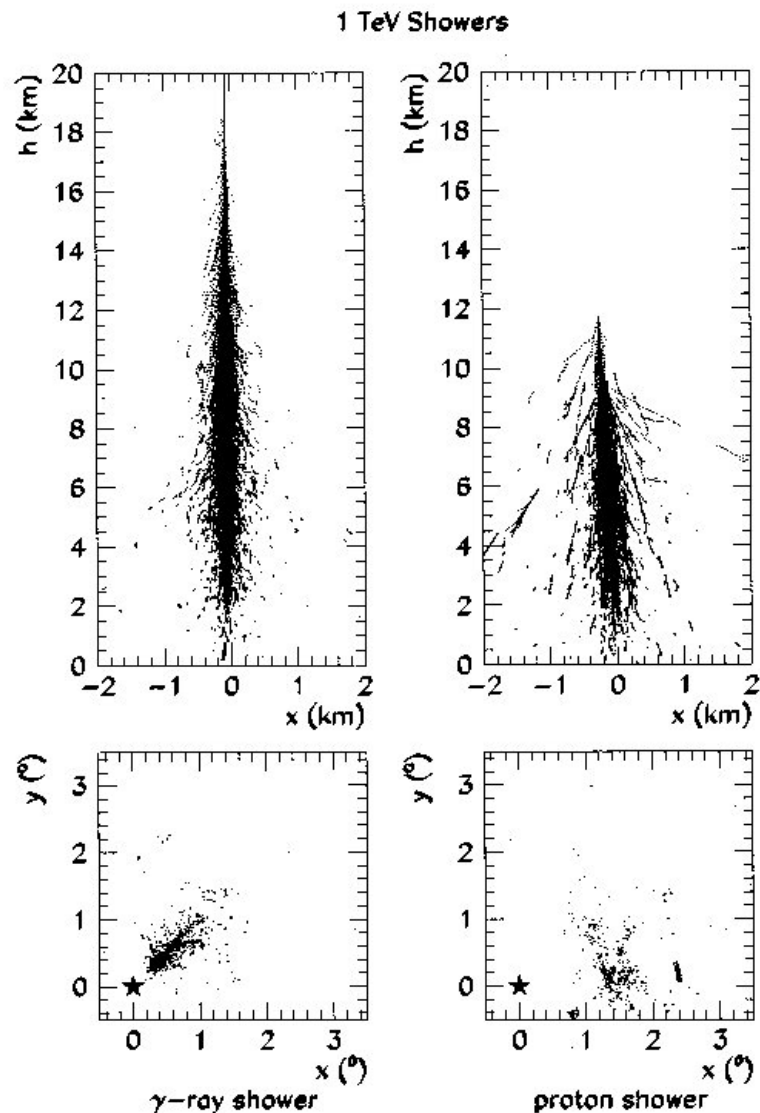 1 TeV Showers
h (km)
20
18
16
14
12
10
8
6
4
2
0
−2 −1 0 1 2
x (km)
h (km)
20
18
16
14
12
10
8
6
4
2
0
−2 −1 0 1 2
x (km)
y (°)
3
2
1
0
0 1 2 3
x (°)
γ−ray shower
y (°)
3
2
1
0
0 1 2 3
x (°)
proton shower